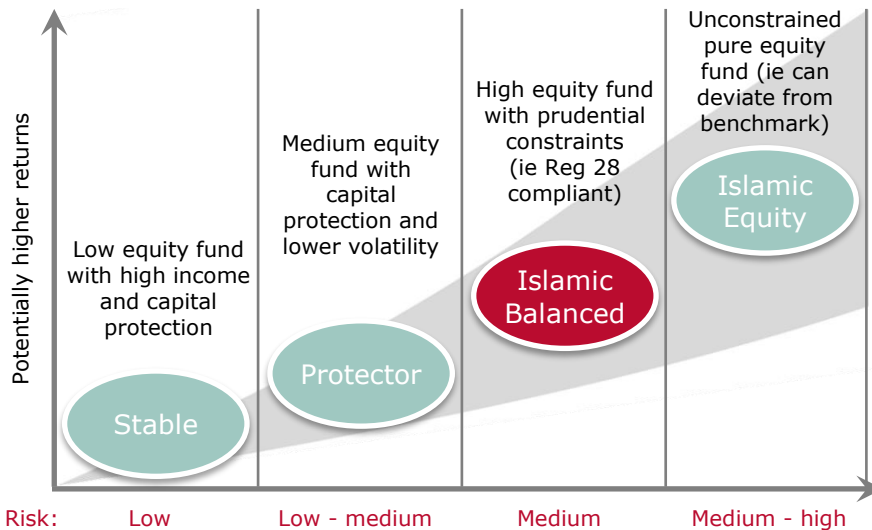 Potentially higher returns
Low equity fund
with high income
and capital
protection
Stable
Medium equity
fund with
capital
protection and
lower volatility
Protector
High equity fund
with prudential
constraints
(ie Reg 28
compliant)
Islamic
Balanced
Unconstrained
pure equity
fund (ie can
deviate from
benchmark)
Islamic
Equity
Risk: Low Low - medium Medium Medium - high